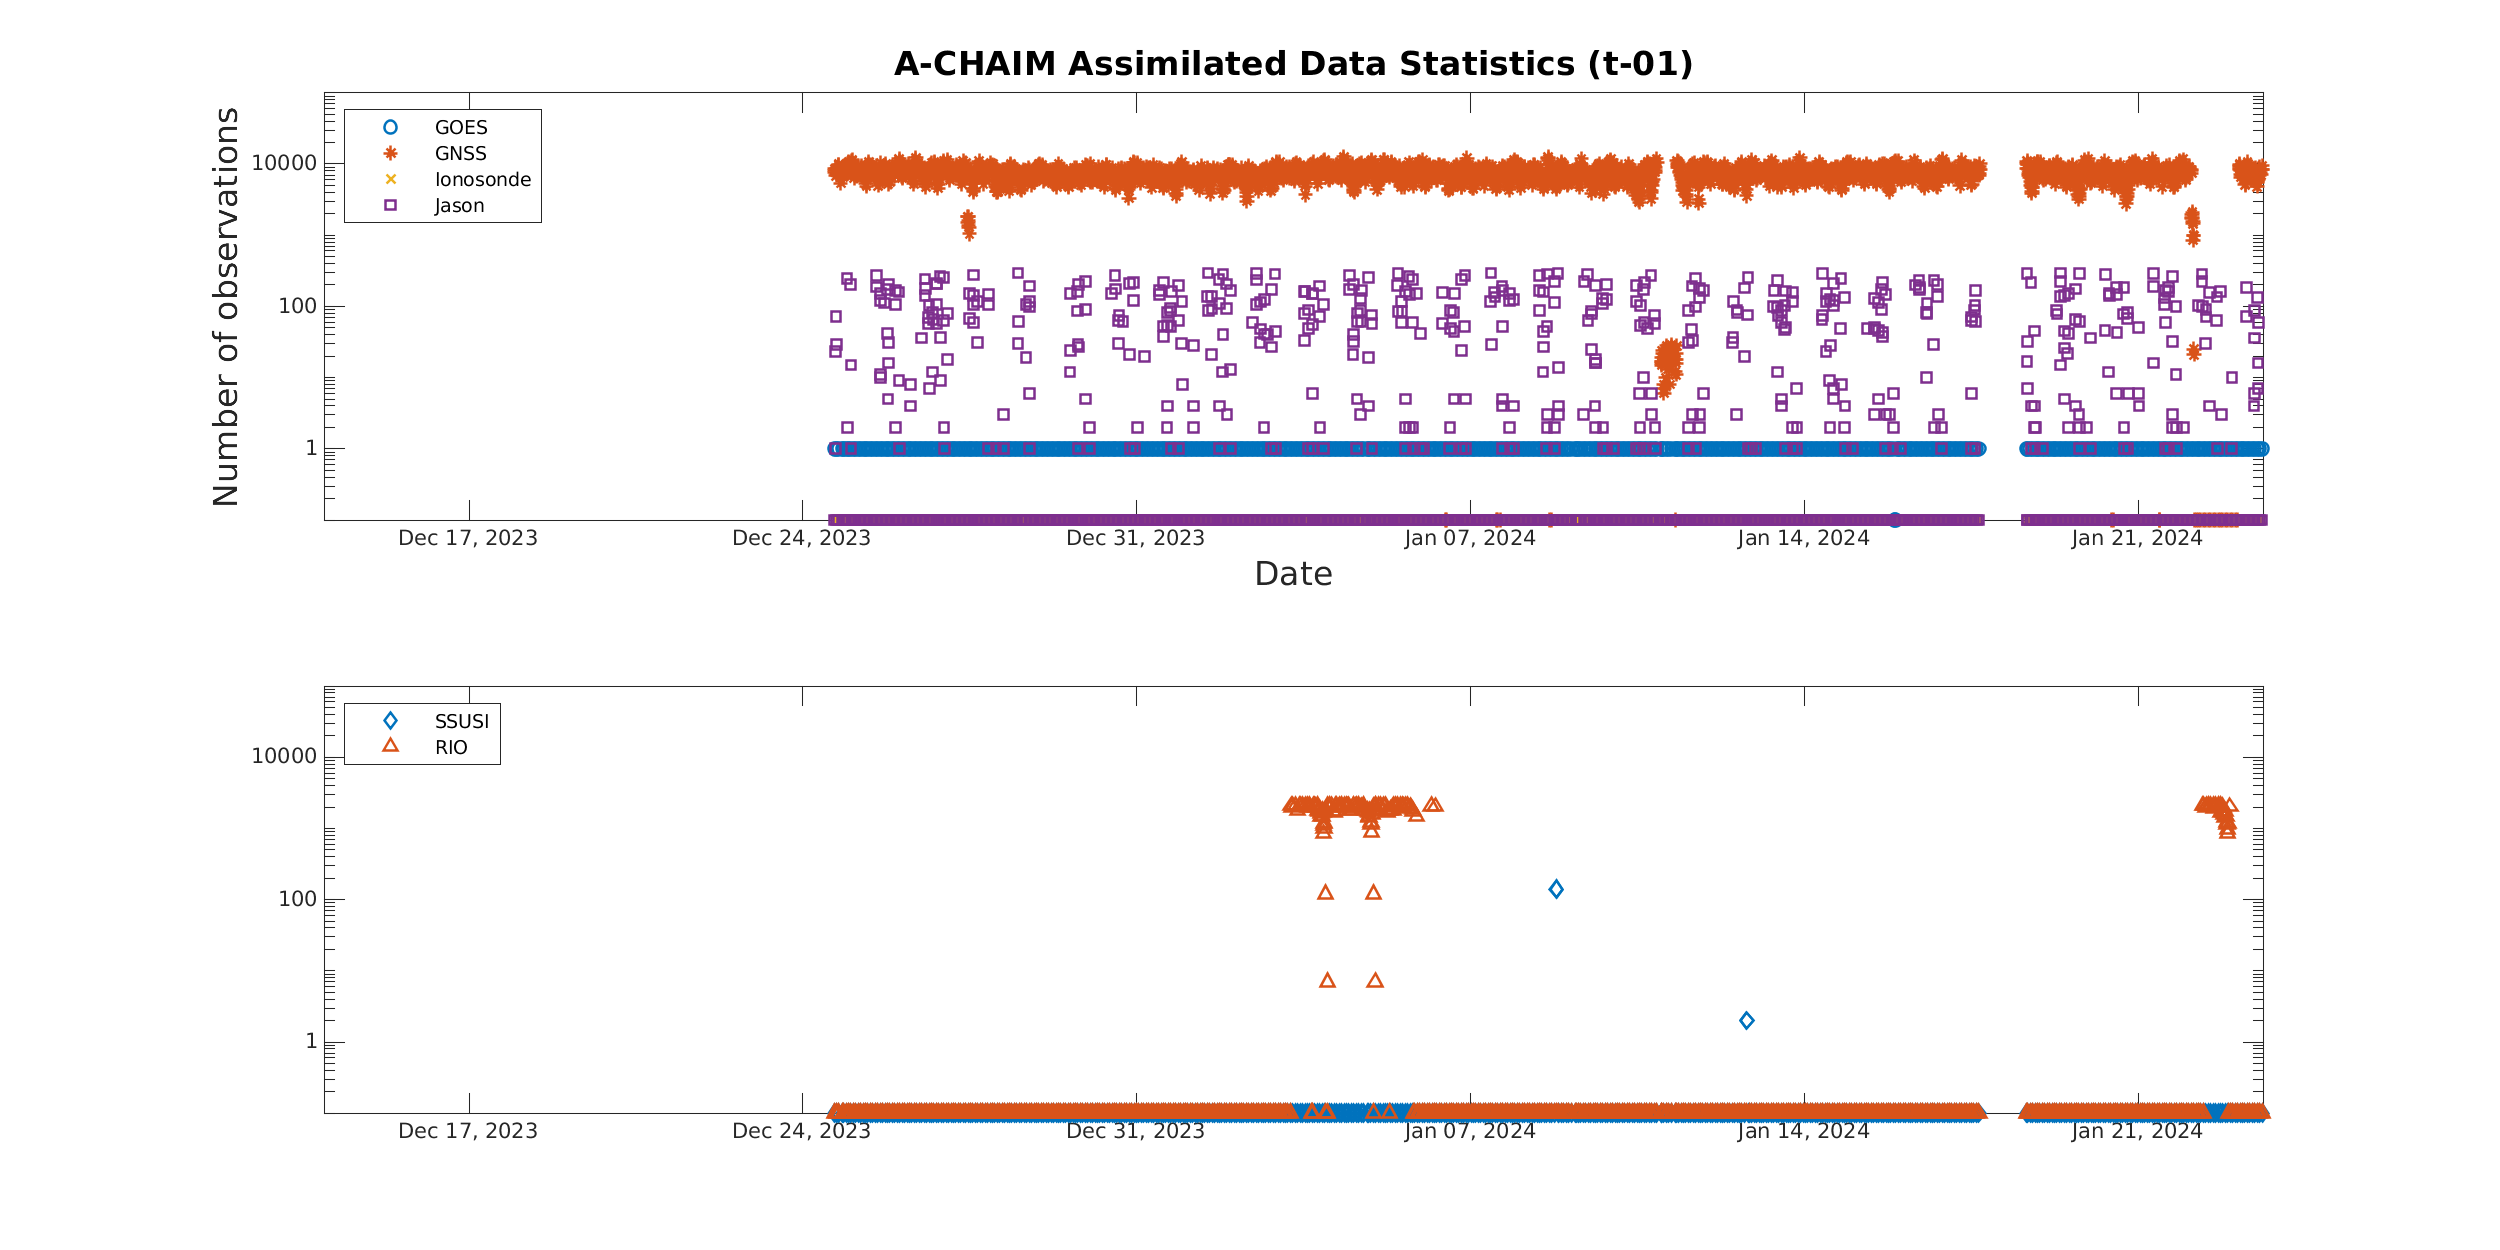 A-CHAIM Assimilated Data Statistics (t-01)
Number of observations
10000
100
1
GOES
GNSS
Ionosonde
Jason
Dec 17, 2023
Dec 24, 2023
Dec 31, 2023
Jan 07, 2024
Jan 14, 2024
Jan 21, 2024
Date
10000
100
1
SSUSI
RIO
Dec 17, 2023
Dec 24, 2023
Dec 31, 2023
Jan 07, 2024
Jan 14, 2024
Jan 21, 2024